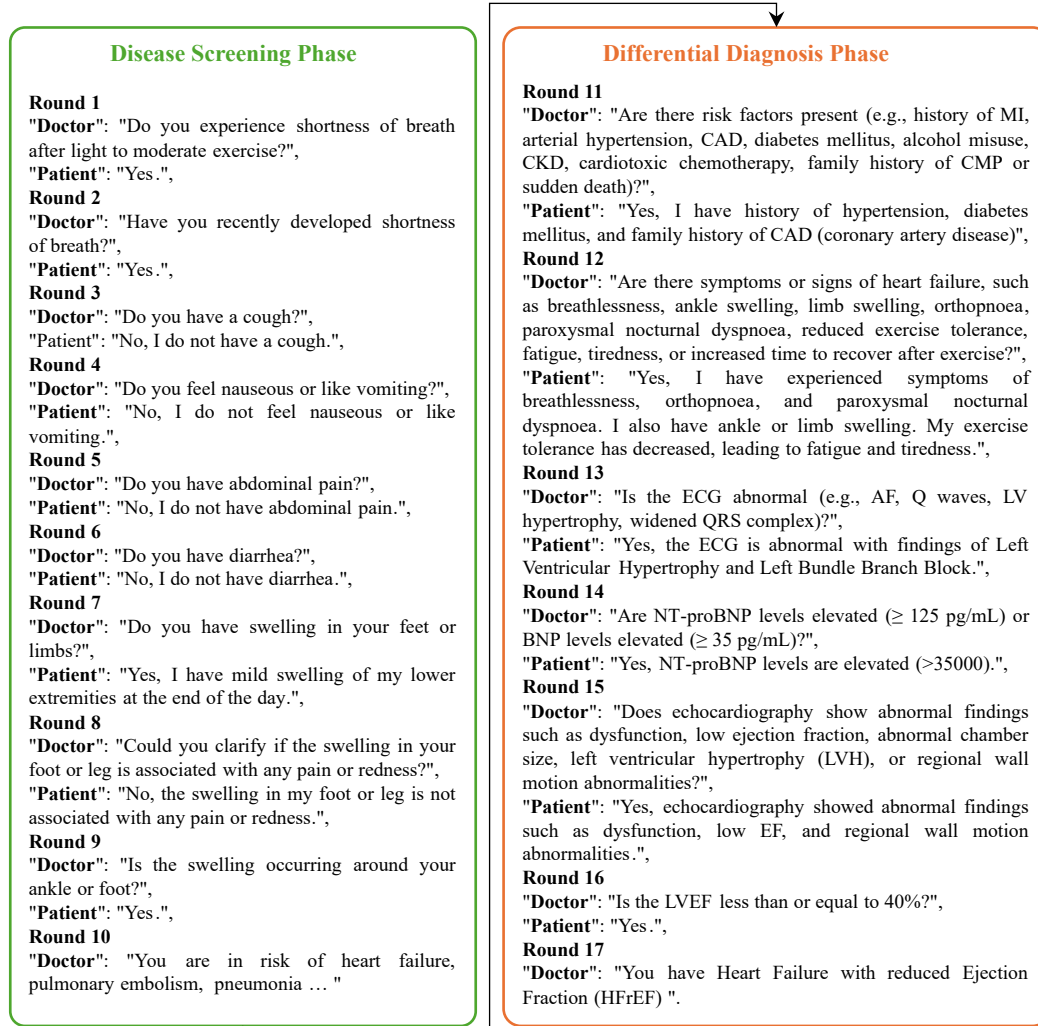 Disease Screening Phase
Round 1
"Doctor": "Do you experience shortness of breath
after light to moderate exercise?",
"Patient": "Yes.",
Round 2
"Doctor": "Have you recently developed shortness
of breath?",
"Patient": "Yes.",
Round 3
"Doctor": "Do you have a cough?",
"Patient": "No, I do not have a cough.",
Round 4
"Doctor": "Do you feel nauseous or like vomiting?",
"Patient": "No, I do not feel nauseous or like
vomiting.",
Round 5
"Doctor": "Do you have abdominal pain?",
"Patient": "No, I do not have abdominal pain.",
Round 6
"Doctor": "Do you have diarrhea?",
"Patient": "No, I do not have diarrhea.",
Round 7
"Doctor": "Do you have swelling in your feet or
limbs?",
"Patient": "Yes, I have mild swelling of my lower
extremities at the end of the day.",
Round 8
"Doctor": "Could you clarify if the swelling in your
foot or leg is associated with any pain or redness?",
"Patient": "No, the swelling in my foot or leg is not
associated with any pain or redness.",
Round 9
"Doctor": "Is the swelling occurring around your
ankle or foot?",
"Patient": "Yes.",
Round 10
"Doctor": "You are in risk of heart failure,
pulmonary embolism, pneumonia … "
Differential Diagnosis Phase
Round 11
"Doctor": "Are there risk factors present (e.g., history of MI,
arterial hypertension, CAD, diabetes mellitus, alcohol misuse,
CKD, cardiotoxic chemotherapy, family history of CMP or
sudden death)?",
"Patient": "Yes, I have history of hypertension, diabetes
mellitus, and family history of CAD (coronary artery disease)",
Round 12
"Doctor": "Are there symptoms or signs of heart failure, such
as breathlessness, ankle swelling, limb swelling, orthopnoea,
paroxysmal nocturnal dyspnoea, reduced exercise tolerance,
fatigue, tiredness, or increased time to recover after exercise?",
"Patient": "Yes, I have experienced symptoms of
breathlessness, orthopnoea, and paroxysmal nocturnal
dyspnoea. I also have ankle or limb swelling. My exercise
tolerance has decreased, leading to fatigue and tiredness.",
Round 13
"Doctor": "Is the ECG abnormal (e.g., AF, Q waves, LV
hypertrophy, widened QRS complex)?",
"Patient": "Yes, the ECG is abnormal with findings of Left
Ventricular Hypertrophy and Left Bundle Branch Block.",
Round 14
"Doctor": "Are NT-proBNP levels elevated (≥ 125 pg/mL) or
BNP levels elevated (≥ 35 pg/mL)?",
"Patient": "Yes, NT-proBNP levels are elevated (>35000).",
Round 15
"Doctor": "Does echocardiography show abnormal findings
such as dysfunction, low ejection fraction, abnormal chamber
size, left ventricular hypertrophy (LVH), or regional wall
motion abnormalities?",
"Patient": "Yes, echocardiography showed abnormal findings
such as dysfunction, low EF, and regional wall motion
abnormalities.",
Round 16
"Doctor": "Is the LVEF less than or equal to 40%?",
"Patient": "Yes.",
Round 17
"Doctor": "You have Heart Failure with reduced Ejection
Fraction (HFrEF) ".